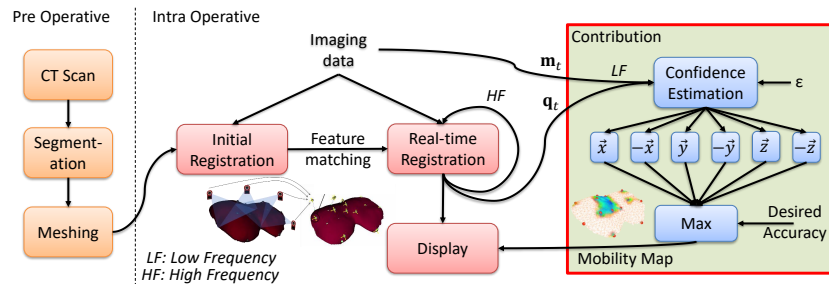 Pre Operative
Intra Operative
Contribution
CT Scan
Segment-
ation
Meshing
Imaging
data
Initial
Registration
Feature
matching
Real-time
Registration
HF
Display
LF: Low Frequency
HF: High Frequency
m_t
LF
q_t
Confidence
Estimation
ε
x⃗
−x⃗
y⃗
−y⃗
z⃗
−z⃗
Max
Desired
Accuracy
Mobility Map